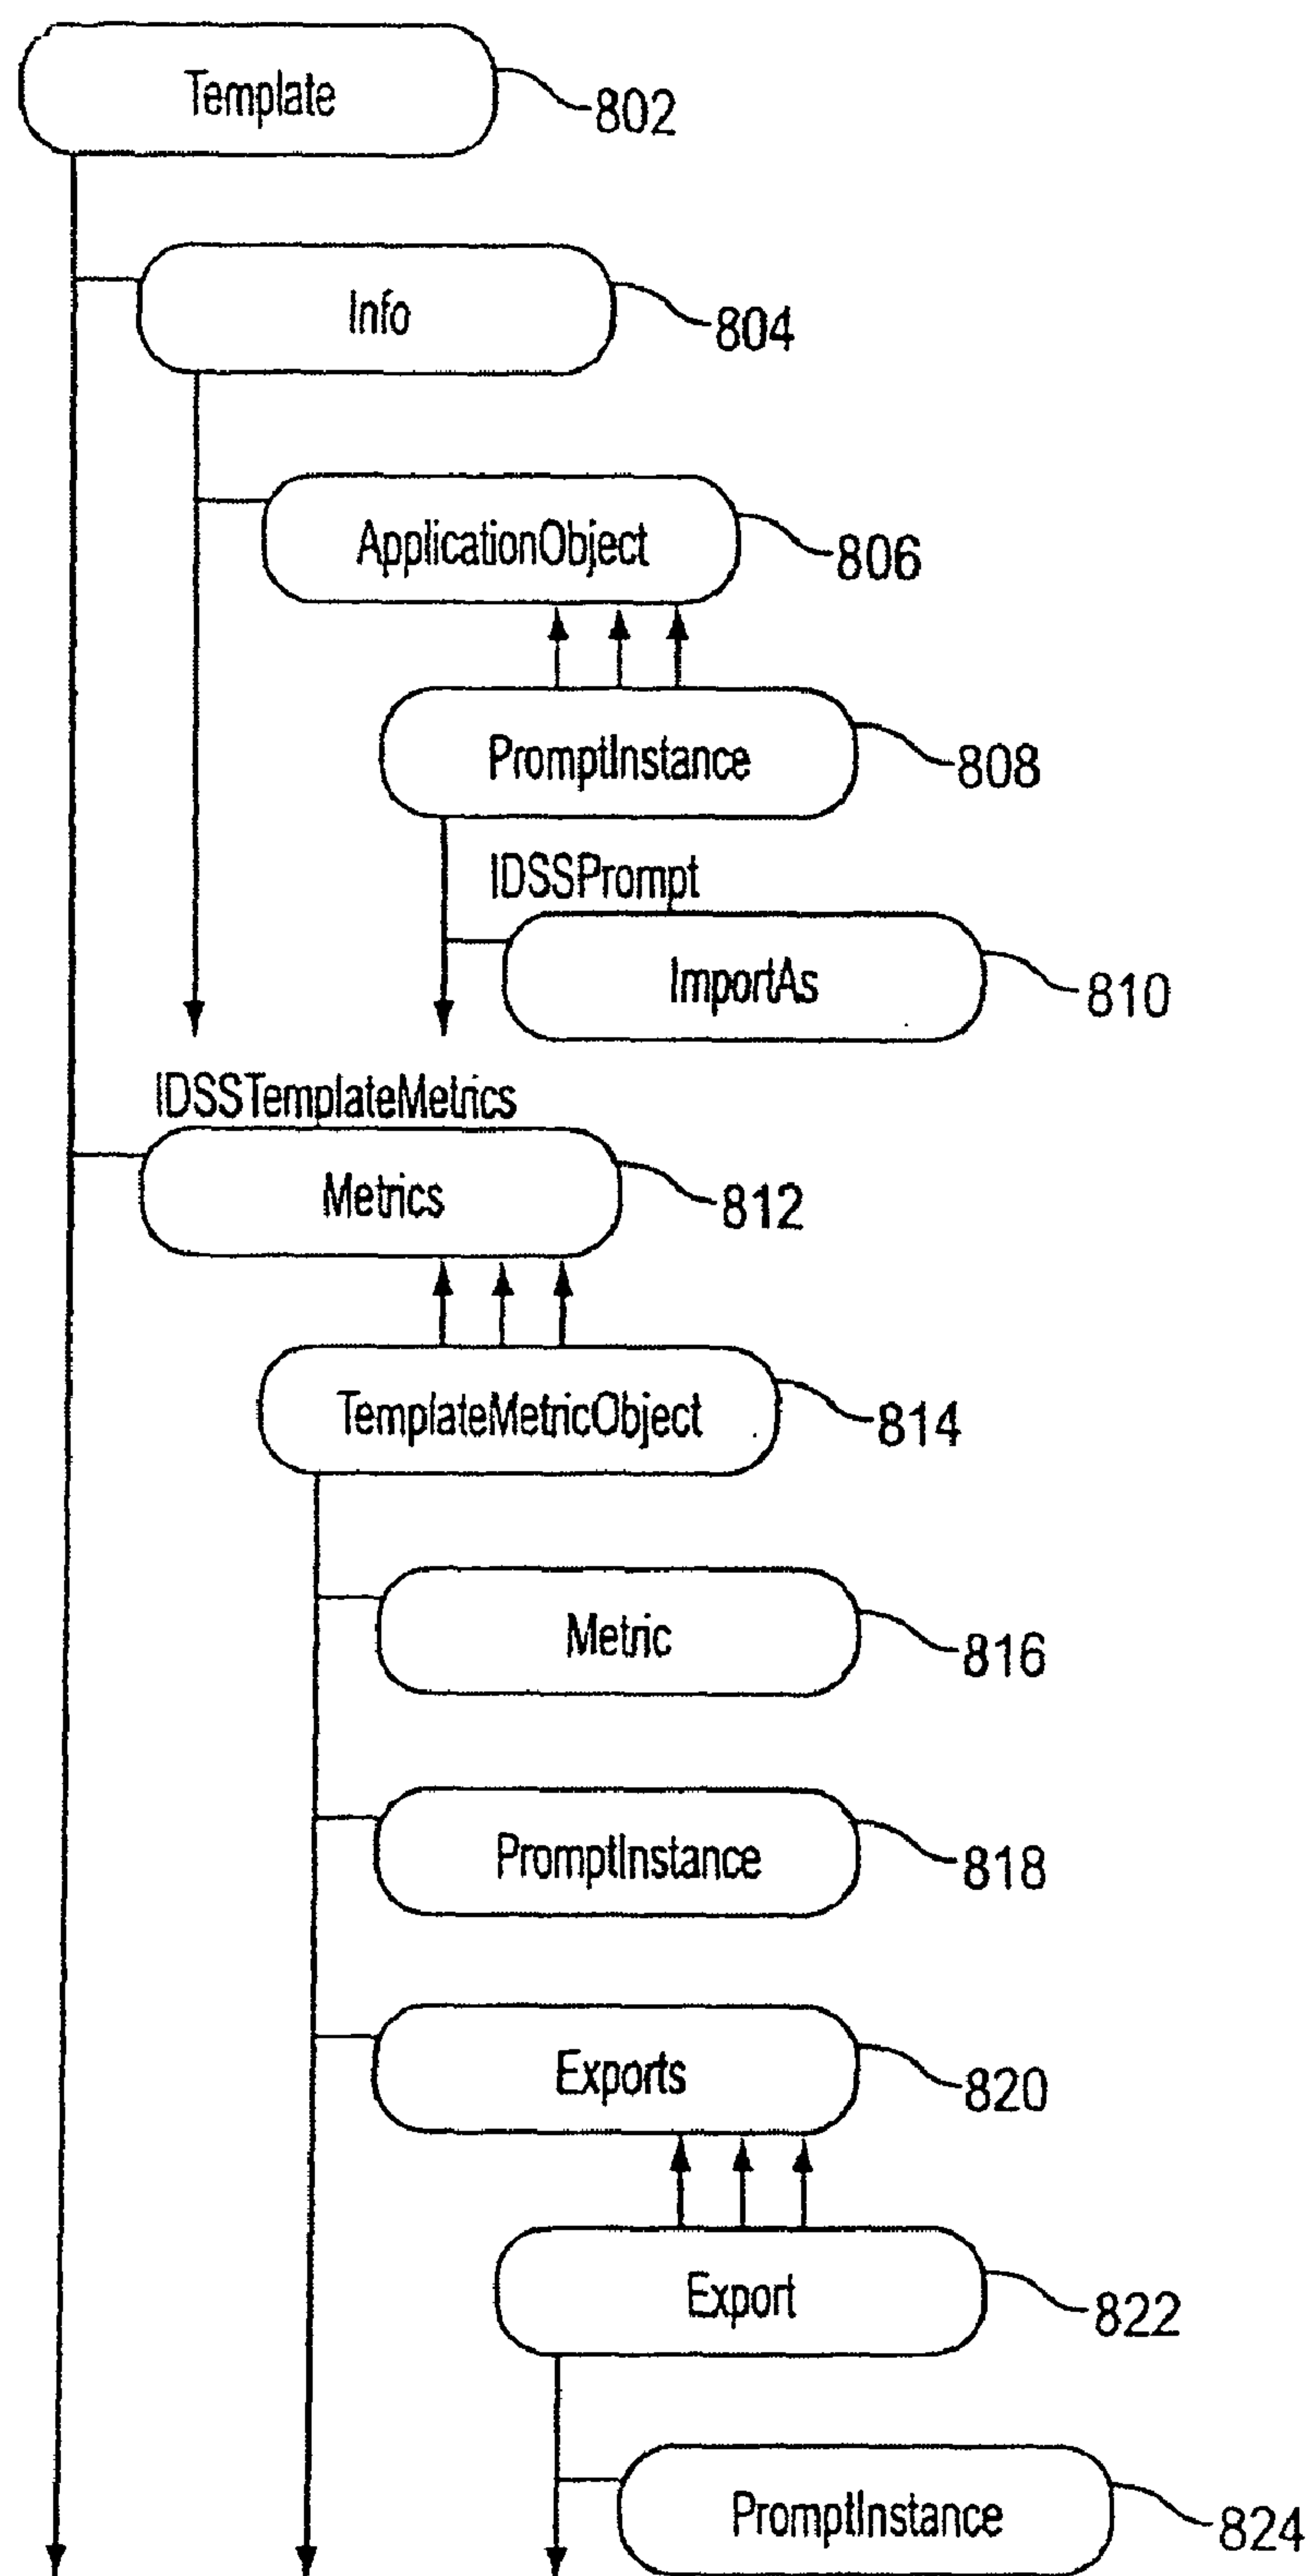 Template
802
Info
804
ApplicationObject
806
PromptInstance
808
IDSSPrompt
ImportAs
810
IDSSTemplateMetrics
Metrics
812
TemplateMetricObject
814
Metric
816
PromptInstance
818
Exports
820
Export
822
PromptInstance
824